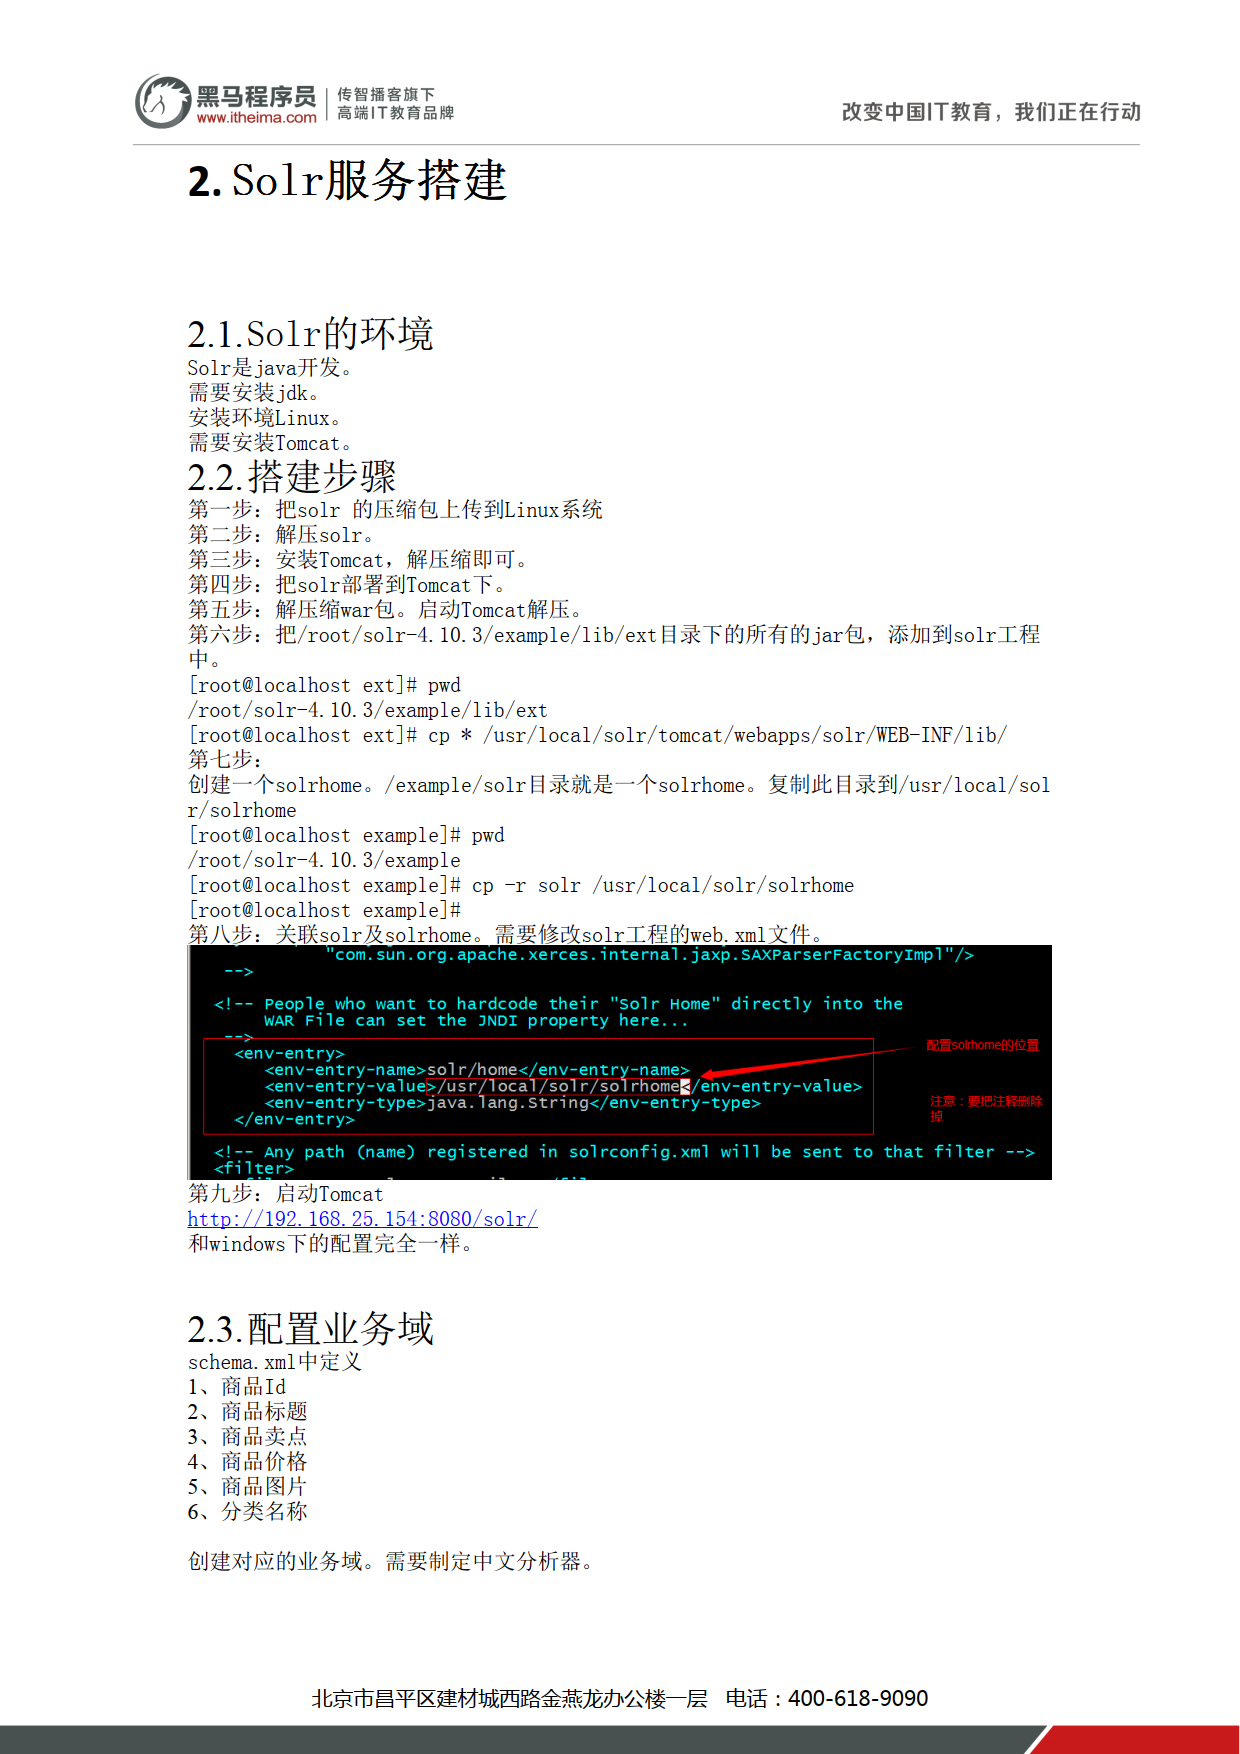 黑马程序员
www.itheima.com
传智播客旗下
高端IT教育品牌
改变中国IT教育，我们正在行动
2. Solr服务搭建
2.1.Solr的环境
Solr是java开发。
需要安装jdk。
安装环境Linux。
需要安装Tomcat。
2.2.搭建步骤
第一步：把solr 的压缩包上传到Linux系统
第二步：解压solr。
第三步：安装Tomcat，解压缩即可。
第四步：把solr部署到Tomcat下。
第五步：解压缩war包。启动Tomcat解压。
第六步：把/root/solr-4.10.3/example/lib/ext目录下的所有的jar包，添加到solr工程
中。
[root@localhost ext]# pwd
/root/solr-4.10.3/example/lib/ext
[root@localhost ext]# cp * /usr/local/solr/tomcat/webapps/solr/WEB-INF/lib/
第七步：
创建一个solrhome。/example/solr目录就是一个solrhome。复制此目录到/usr/local/sol
r/solrhome
[root@localhost example]# pwd
/root/solr-4.10.3/example
[root@localhost example]# cp -r solr /usr/local/solr/solrhome
[root@localhost example]#
第八步：关联solr及solrhome。需要修改solr工程的web.xml文件。
"com.sun.org.apache.xerces.internal.jaxp.SAXParserFactoryImpl"/>
-->
<!-- People who want to hardcode their "Solr Home" directly into the
WAR File can set the JNDI property here...
-->
<env-entry>
<env-entry-name>solr/home</env-entry-name>
<env-entry-value>/usr/local/solr/solrhome</env-entry-value>
<env-entry-type>java.lang.String</env-entry-type>
</env-entry>
配置solrhome的位置
注意：要把注释删除
掉
<!-- Any path (name) registered in solrconfig.xml will be sent to that filter -->
<filter>
第九步：启动Tomcat
http://192.168.25.154:8080/solr/
和windows下的配置完全一样。
2.3.配置业务域
schema.xml中定义
1、商品Id
2、商品标题
3、商品卖点
4、商品价格
5、商品图片
6、分类名称
创建对应的业务域。需要制定中文分析器。
北京市昌平区建材城西路金燕龙办公楼一层 电话：400-618-9090